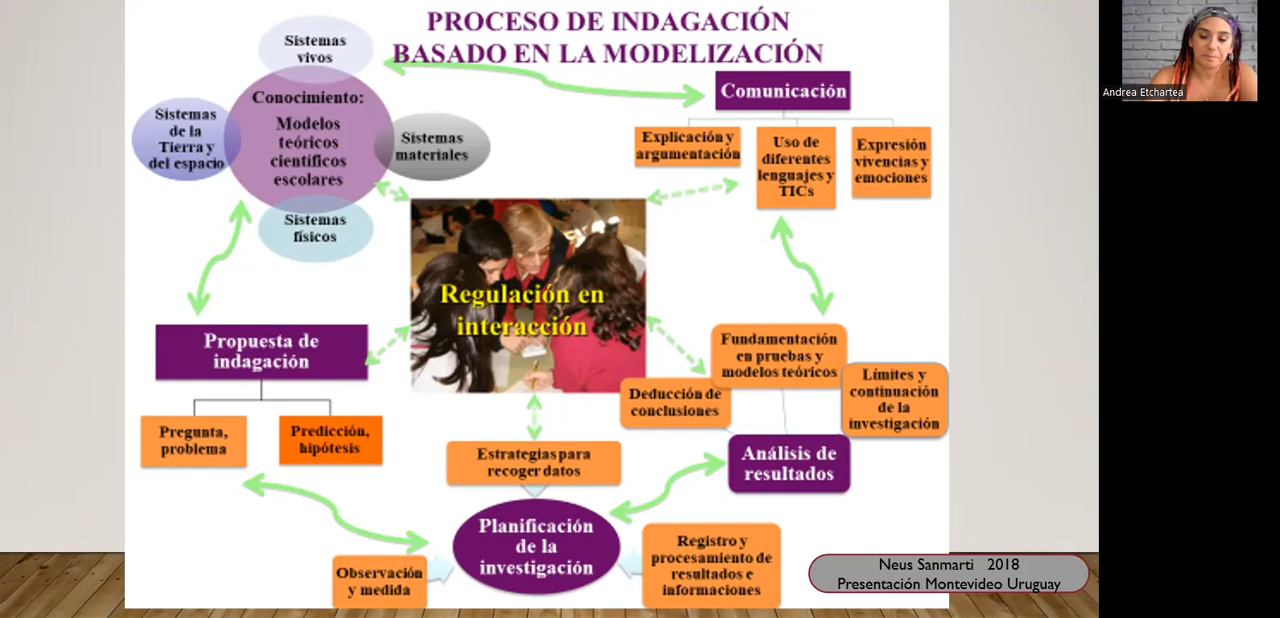 PROCESO DE INDAGACIÓN
BASADO EN LA MODELIZACIÓN
Sistemas
vivos
Conocimiento:
Modelos
teóricos
científicos
escolares
Sistemas
de la
Tierra y
del espacio
Sistemas
materiales
Sistemas
físicos
Comunicación
Explicación y
argumentación
Uso de
diferentes
lenguajes y
TICs
Expresión
vivencias y
emociones
Andrea Etchartea
Regulación en
interacción
Propuesta de
indagación
Pregunta,
problema
Predicción,
hipótesis
Fundamentación
en pruebas y
modelos teóricos
Deducción de
conclusiones
Límites y
continuación
de la
investigación
Análisis de
resultados
Estrategias para
recoger datos
Planificación
de la
investigación
Observación
y medida
Registro y
procesamiento de
resultados e
informaciones
Neus Sanmarti 2018
Presentación Montevideo Uruguay